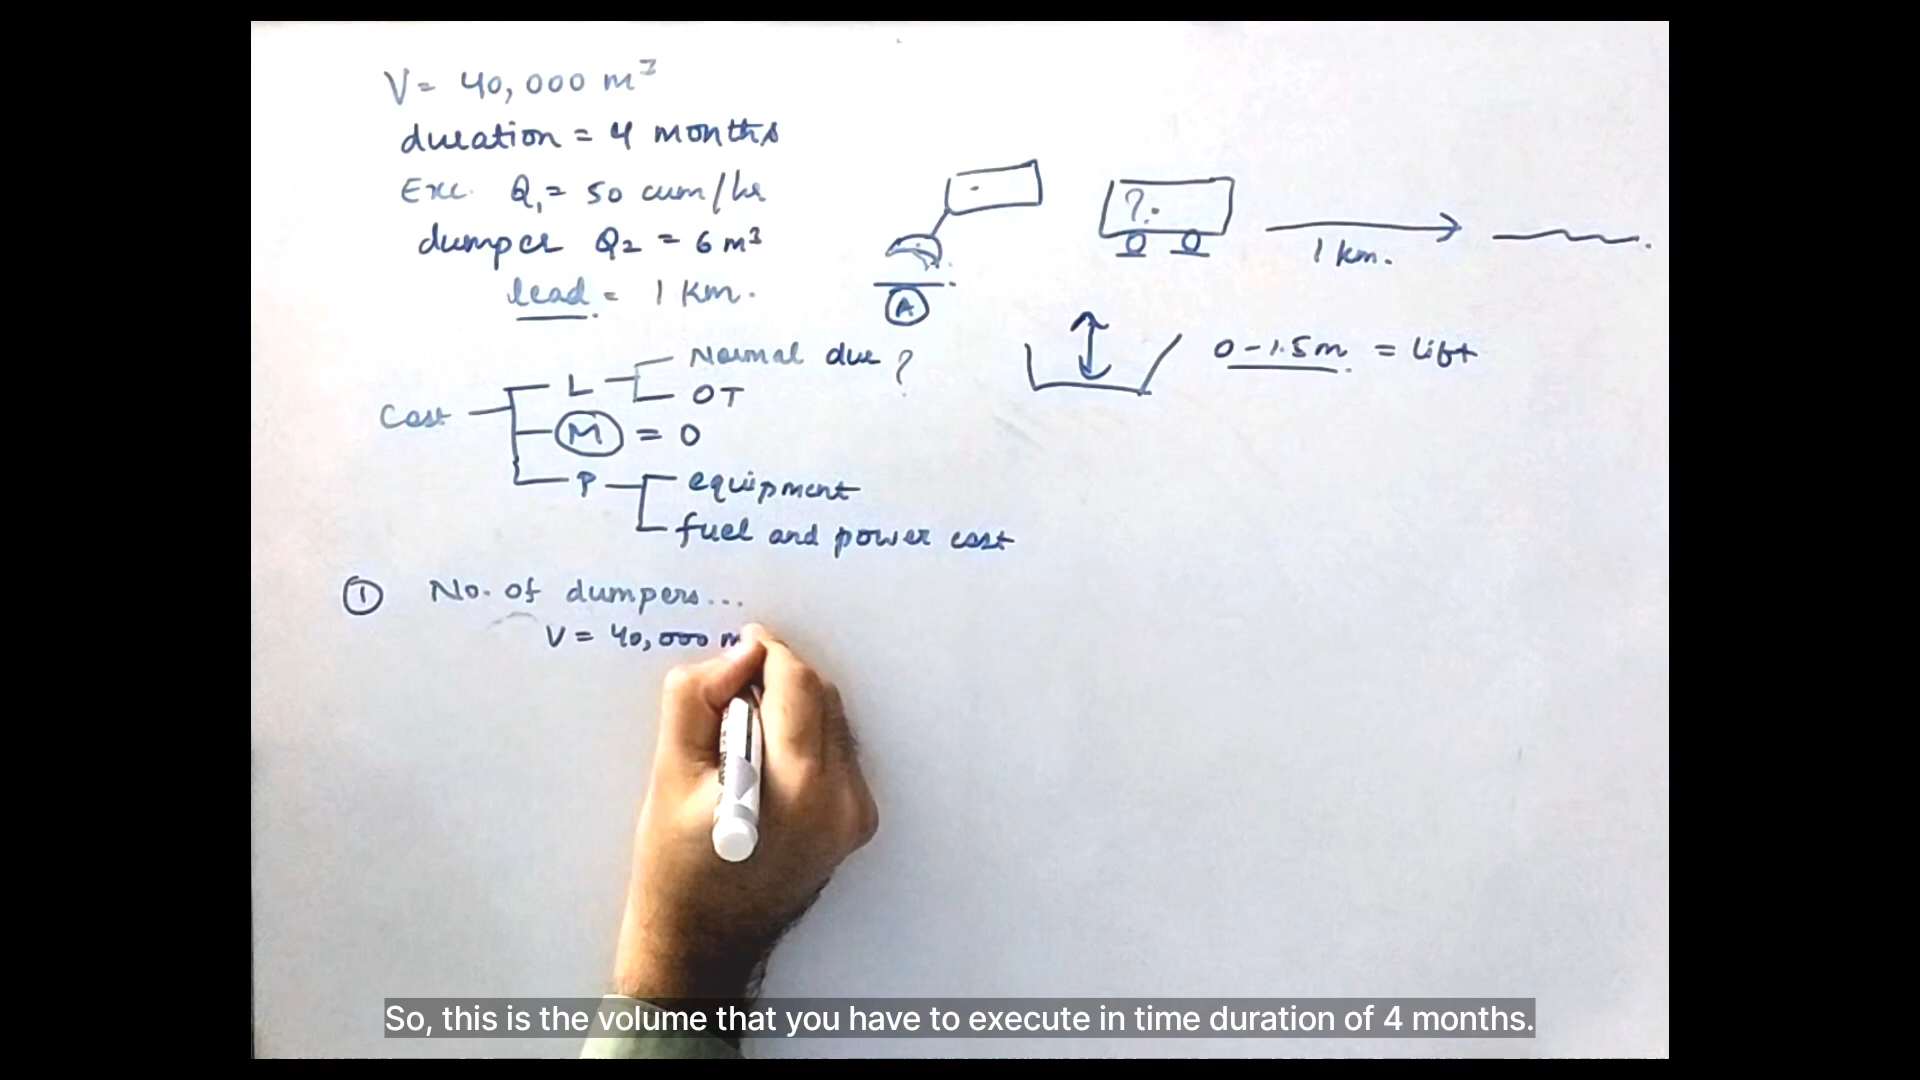 V = 40,000 m³
duration = 4 months
Exc. Q₁ = 50 cum/hr
dumper Q₂ = 6 m³
lead = 1 km.
A
?
1 km.
0 - 1.5m = lift
Cost L Normal due ?
OT
M = 0
P equipment
fuel and power cost
① No. of dumpers...
V = 40,000 m
So, this is the volume that you have to execute in time duration of 4 months.